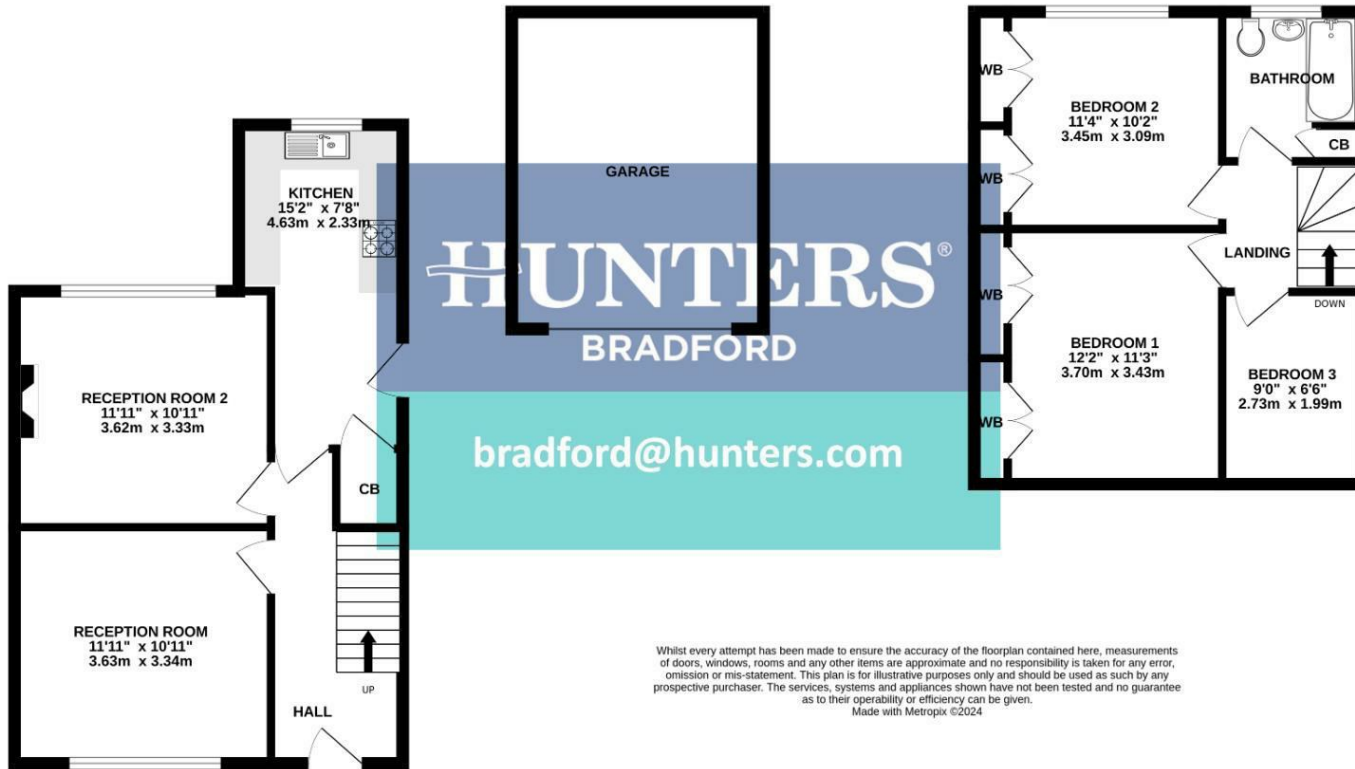 KITCHEN
15'2" x 7'8"
4.63m x 2.33m
RECEPTION ROOM 2
11'11" x 10'11"
3.62m x 3.33m
CB
RECEPTION ROOM
11'11" x 10'11"
3.63m x 3.34m
UP
HALL
GARAGE
HUNTERS®
BRADFORD
bradford@hunters.com
WB
BEDROOM 2
11'4" x 10'2"
3.45m x 3.09m
BATHROOM
CB
WB
LANDING
DOWN
WB
BEDROOM 1
12'2" x 11'3"
3.70m x 3.43m
BEDROOM 3
9'0" x 6'6"
2.73m x 1.99m
WB
Whilst every attempt has been made to ensure the accuracy of the floorplan contained here, measurements
of doors, windows, rooms and any other items are approximate and no responsibility is taken for any error,
omission or mis-statement. This plan is for illustrative purposes only and should be used as such by any
prospective purchaser. The services, systems and appliances shown have not been tested and no guarantee
as to their operability or efficiency can be given.
Made with Metropix ©2024